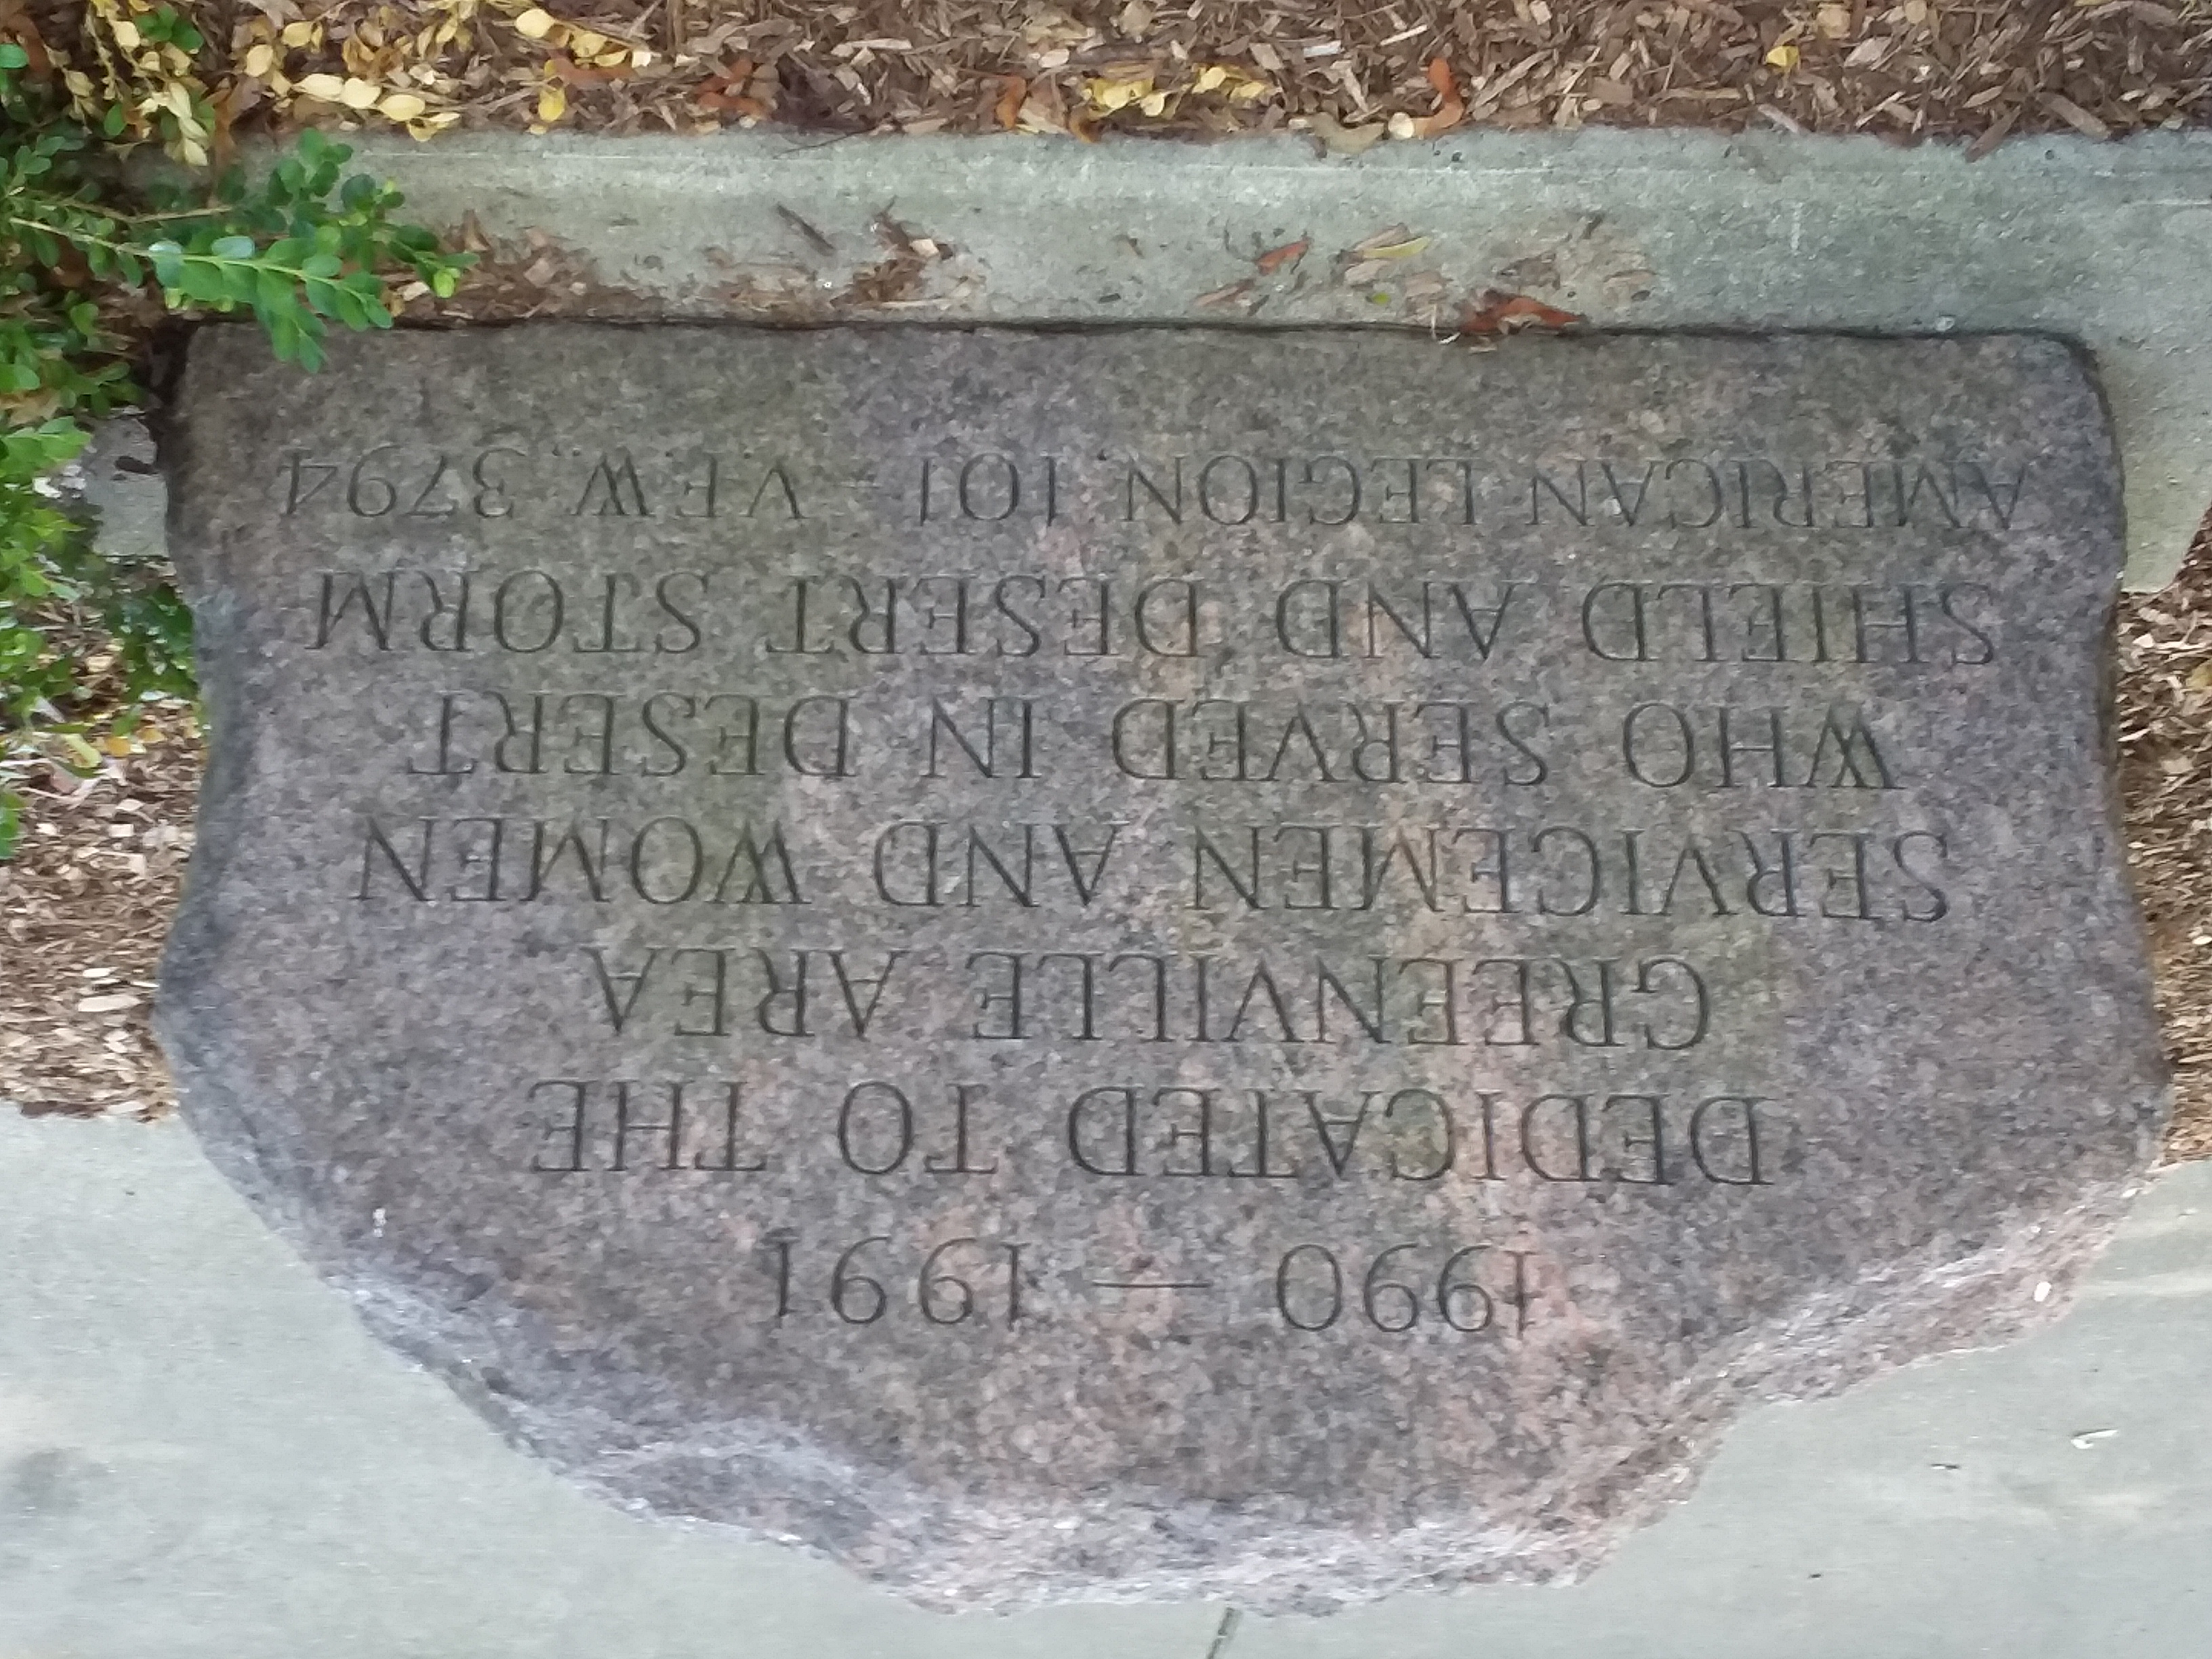 1990 — 1991
DEDICATED TO THE
GREENVILLE AREA
SERVICEMEN AND WOMEN
WHO SERVED IN DESERT
SHIELD AND DESERT STORM
AMERICAN LEGION 101 - V.F.W. 3794